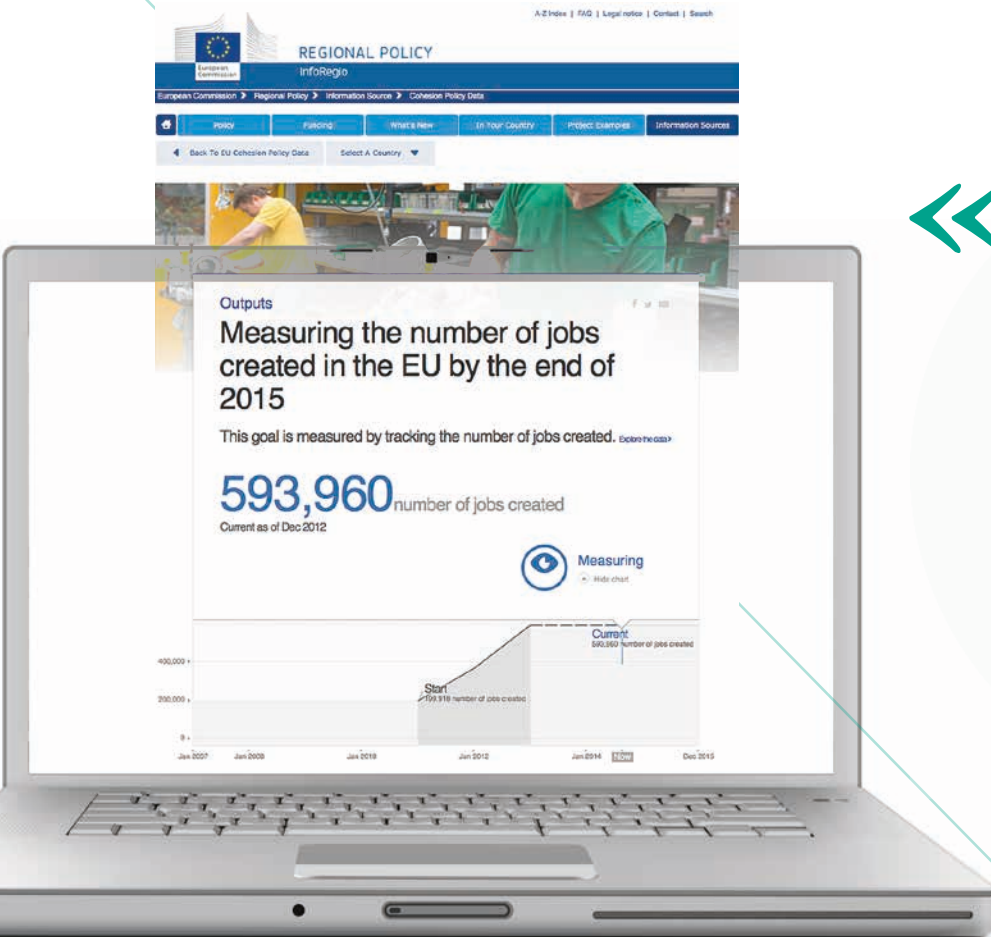 A-Z Index | FAQ | Legal notice | Contact | Search
European
Commission
REGIONAL POLICY
InfoRegio
European Commission > Regional Policy > Information Source > Cohesion Policy Data
Policy Funding What's New In Your Country Project Examples Information Sources
Back To EU Cohesion Policy Data Select A Country
Outputs
Measuring the number of jobs
created in the EU by the end of
2015
This goal is measured by tracking the number of jobs created. Explore the data >
593,960 number of jobs created
Current as of Dec 2012
Measuring
Hide chart
Current
593,960 number of jobs created
400,000
Start
number of jobs created
200,000
0
Jan 2007 Jan 2008 Jan 2010 Jan 2012 Jan 2014 Now Dec 2015